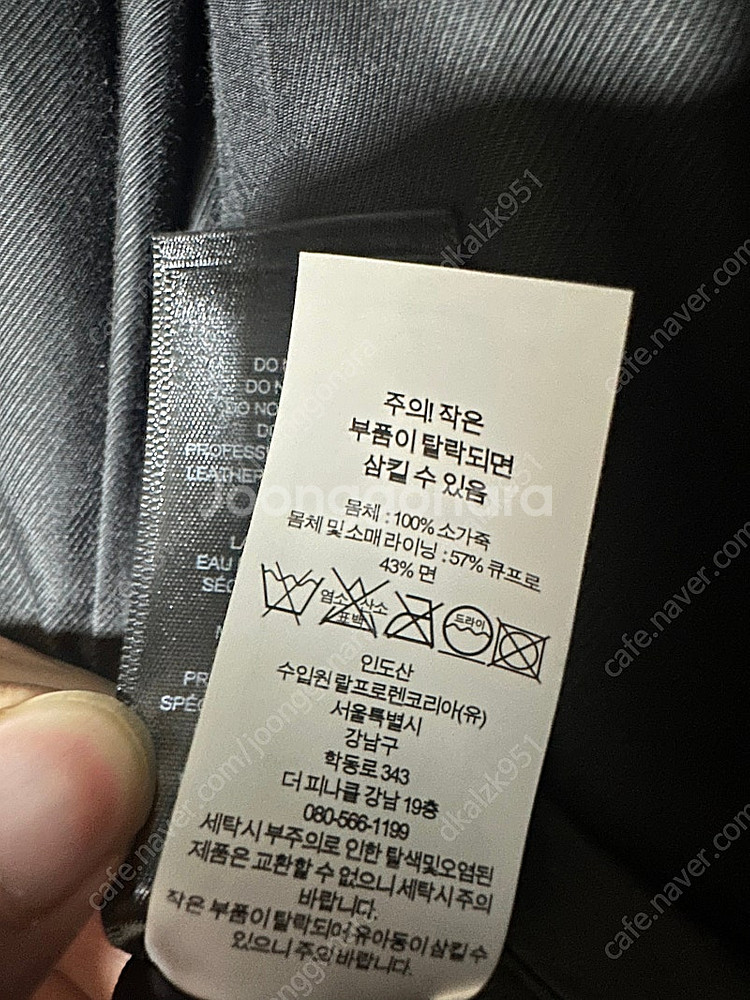 DO
DO N
DO NO
D
PROFESS
LEATHER
LA
EAU
SÉC
PR
SPÉC
주의! 작은
부품이 탈락되면
삼킬 수 있음
몸체 : 100% 소가죽
몸체 및 소매 라이닝 : 57% 큐프로
43% 면
염소 산소
표백
드라이
인도산
수입원 랄프로렌코리아(유)
서울특별시
강남구
학동로 343
더 피나클 강남 19층
080-566-1199
세탁시 부주의로 인한 탈색및오염된
제품은 교환할 수 없으니 세탁시 주의
바랍니다.
작은 부품이 탈락되어 유아동이 삼킬 수
있으니 주의 바랍니다.
Joonggonara
cafe.naver.com/joonggonara
dkalzk951